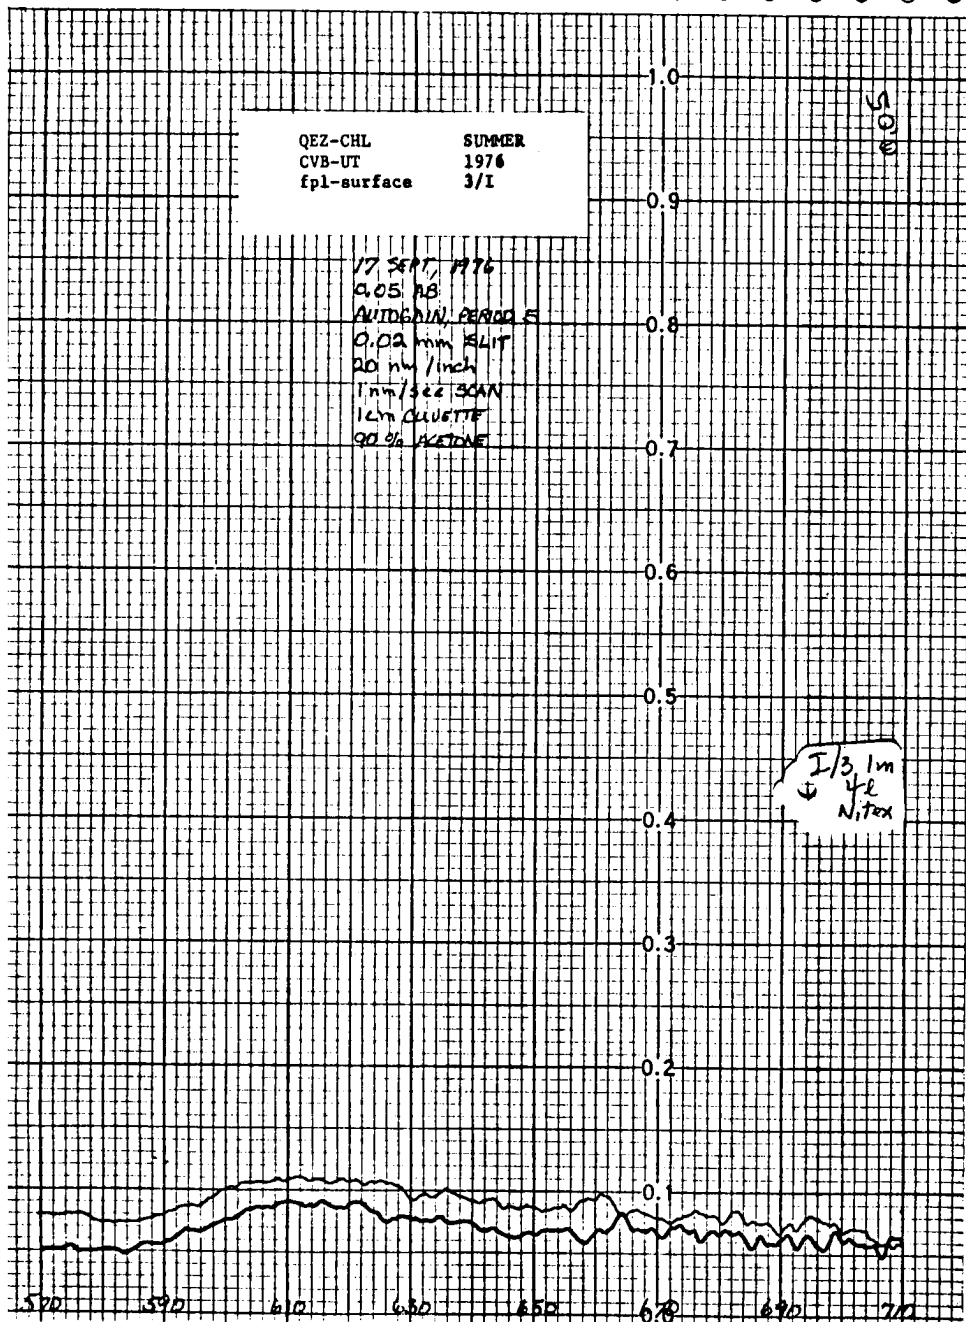 1.0
50
QEZ-CHL SUMMER
CVB-UT 1976
fpl-surface 3/I
0.9
17 SEPT, 1976
0.05 AB
AUTOGAIN, PERIOD 5
0.02 mm SLIT
20 nm/inch
1 nm/sec SCAN
1cm CUVETTE
90% ACETONE
0.8
0.7
0.6
0.5
I/3, 1m
4l
Nitex
0.4
0.3
0.2
0.1
570 590 610 630 650 670 690 710